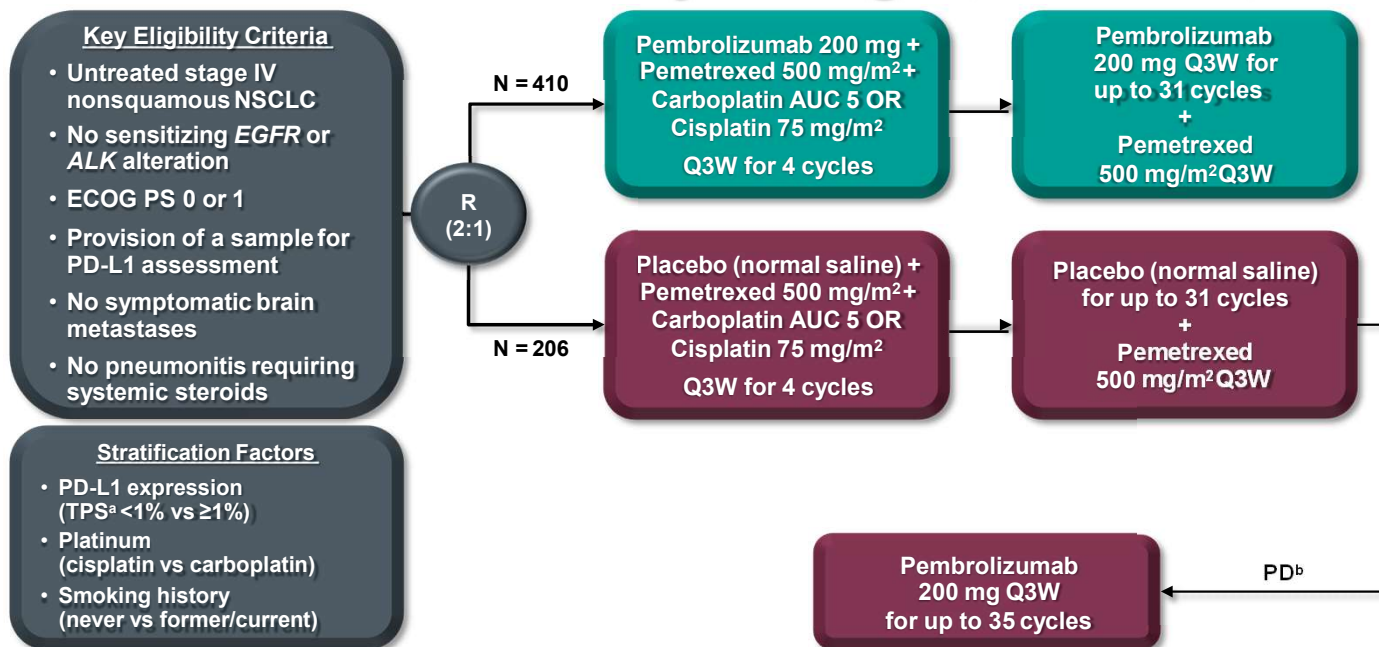 Key Eligibility Criteria
• Untreated stage IV
nonsquamous NSCLC
• No sensitizing EGFR or
ALK alteration
• ECOG PS 0 or 1
• Provision of a sample for
PD-L1 assessment
• No symptomatic brain
metastases
• No pneumonitis requiring
systemic steroids
Stratification Factors
• PD-L1 expression
(TPSᵃ <1% vs ≥1%)
• Platinum
(cisplatin vs carboplatin)
• Smoking history
(never vs former/current)
R
(2:1)
N = 410
Pembrolizumab 200 mg +
Pemetrexed 500 mg/m² +
Carboplatin AUC 5 OR
Cisplatin 75 mg/m²
Q3W for 4 cycles
Pembrolizumab
200 mg Q3W for
up to 31 cycles
+
Pemetrexed
500 mg/m² Q3W
N = 206
Placebo (normal saline) +
Pemetrexed 500 mg/m² +
Carboplatin AUC 5 OR
Cisplatin 75 mg/m²
Q3W for 4 cycles
Placebo (normal saline)
for up to 31 cycles
+
Pemetrexed
500 mg/m² Q3W
PDᵇ
Pembrolizumab
200 mg Q3W
for up to 35 cycles